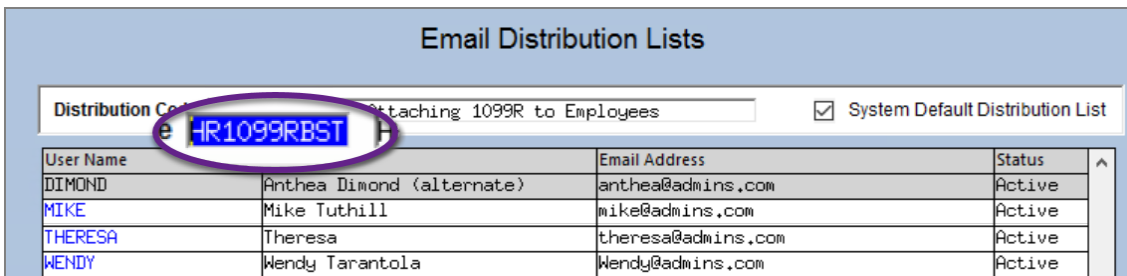 Email Distribution Lists
Distribution Code HR1099RBST H Attaching 1099R to Employees System Default Distribution List
User Name Email Address Status
DIMOND Anthea Dimond (alternate) anthea@admins.com Active
MIKE Mike Tuthill mike@admins.com Active
THERESA Theresa theresa@admins.com Active
WENDY Wendy Tarantola Wendy@admins.com Active